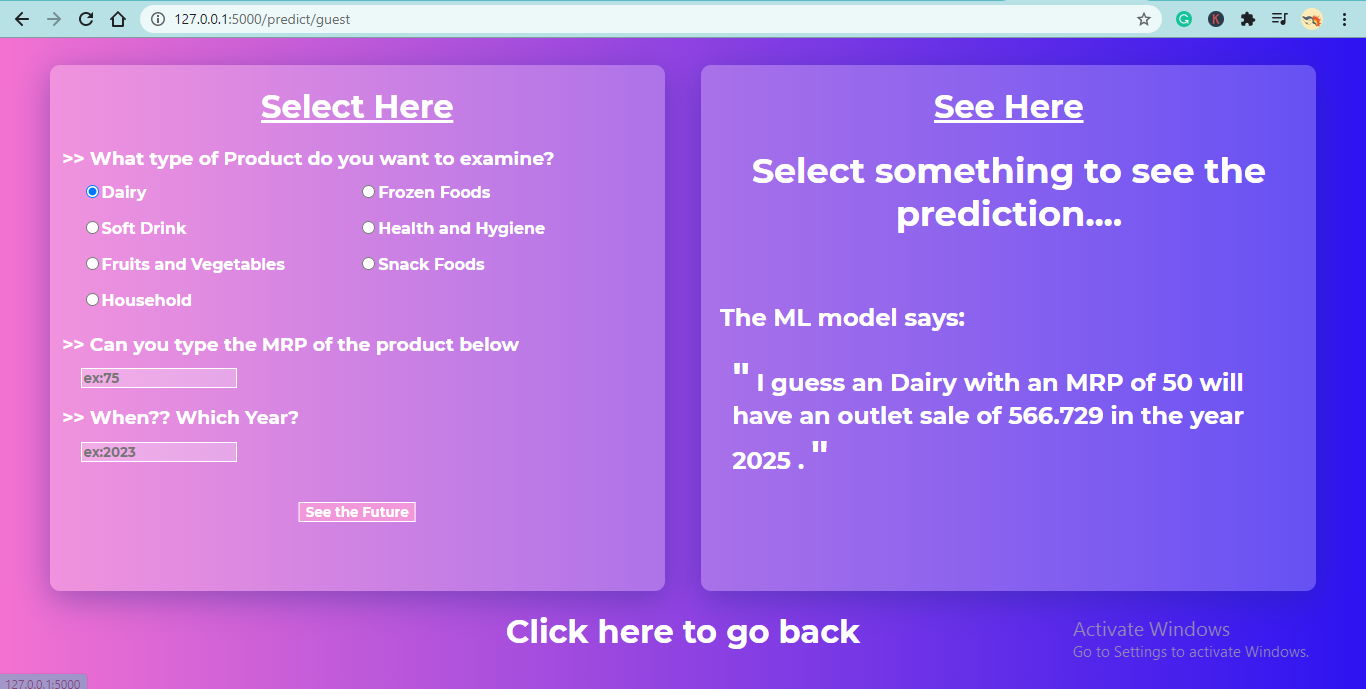 127.0.0.1:5000/predict/guest
Select Here
>> What type of Product do you want to examine?
Dairy
Frozen Foods
Soft Drink
Health and Hygiene
Fruits and Vegetables
Snack Foods
Household
>> Can you type the MRP of the product below
ex:75
>> When?? Which Year?
ex:2023
See the Future
See Here
Select something to see the
prediction....
The ML model says:
" I guess an Dairy with an MRP of 50 will
have an outlet sale of 566.729 in the year
2025 . "
Click here to go back
Activate Windows
Go to Settings to activate Windows.
127.0.0.1:5000